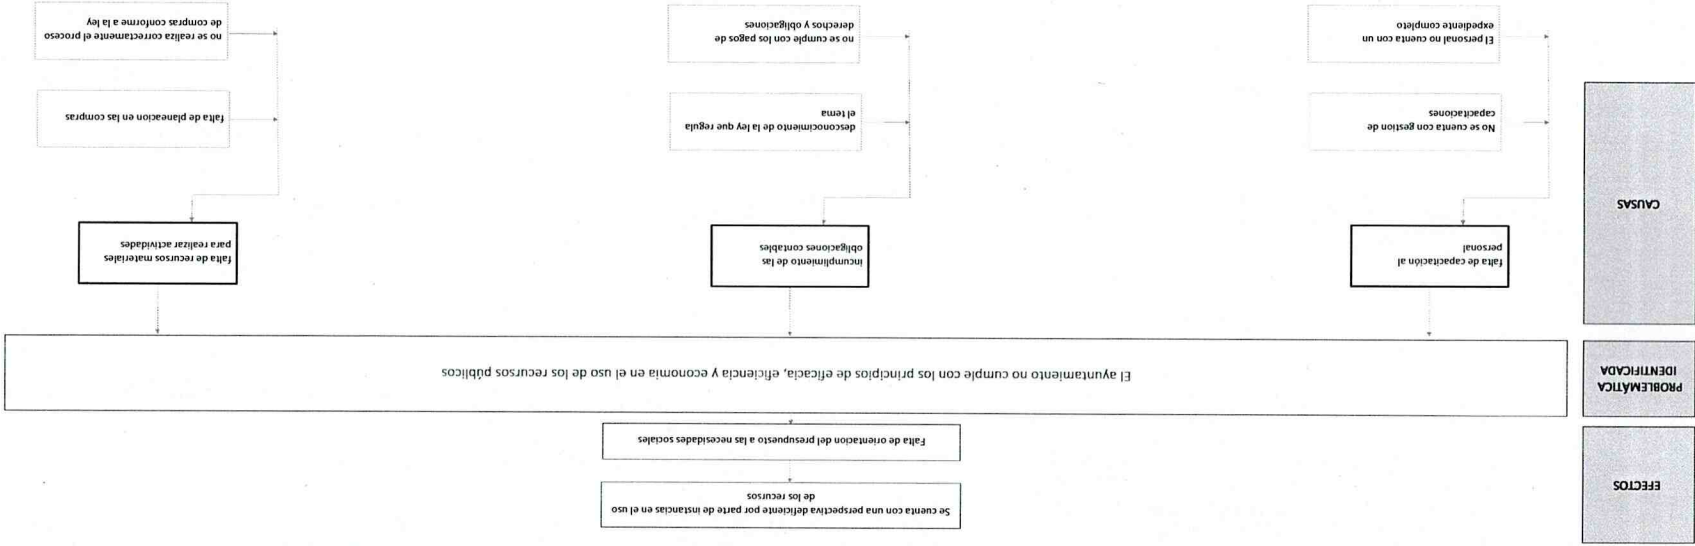 EFECTOS
Se cuenta con una perspectiva deficiente por parte de instancias en el uso
de los recursos
Falta de orientacion del presupuesto a las necesidades sociales
PROBLEMÁTICA
IDENTIFICADA
El ayuntamiento no cumple con los principios de eficacia, eficiencia y economia en el uso de los recursos públicos
CAUSAS
falta de capacitación al
personal
incumplimiento de las
obligaciones contables
falta de recursos materiales
para realizar actividades
No se cuenta con gestion de
capacitaciones
desconocimiento de la ley que regula
el tema
falta de planeacion en las compras
El personal no cuenta con un
expediente completo
no se cumple con los pagos de
derechos y obligaciones
no se realiza correctamente el proceso
de compras conforme a la ley